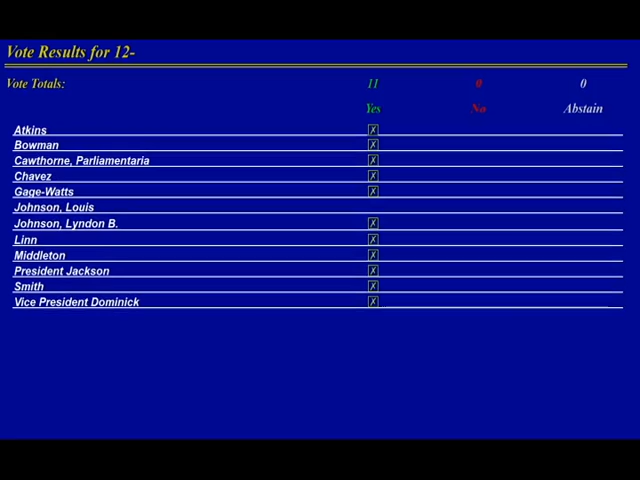 Vote Results for 12-
Vote Totals: 11 0 0
Yes No Abstain
Atkins ☒
Bowman ☒
Cawthorne, Parliamentaria ☒
Chavez ☒
Gage-Watts ☒
Johnson, Louis
Johnson, Lyndon B. ☒
Linn ☒
Middleton ☒
President Jackson ☒
Smith ☒
Vice President Dominick ☒